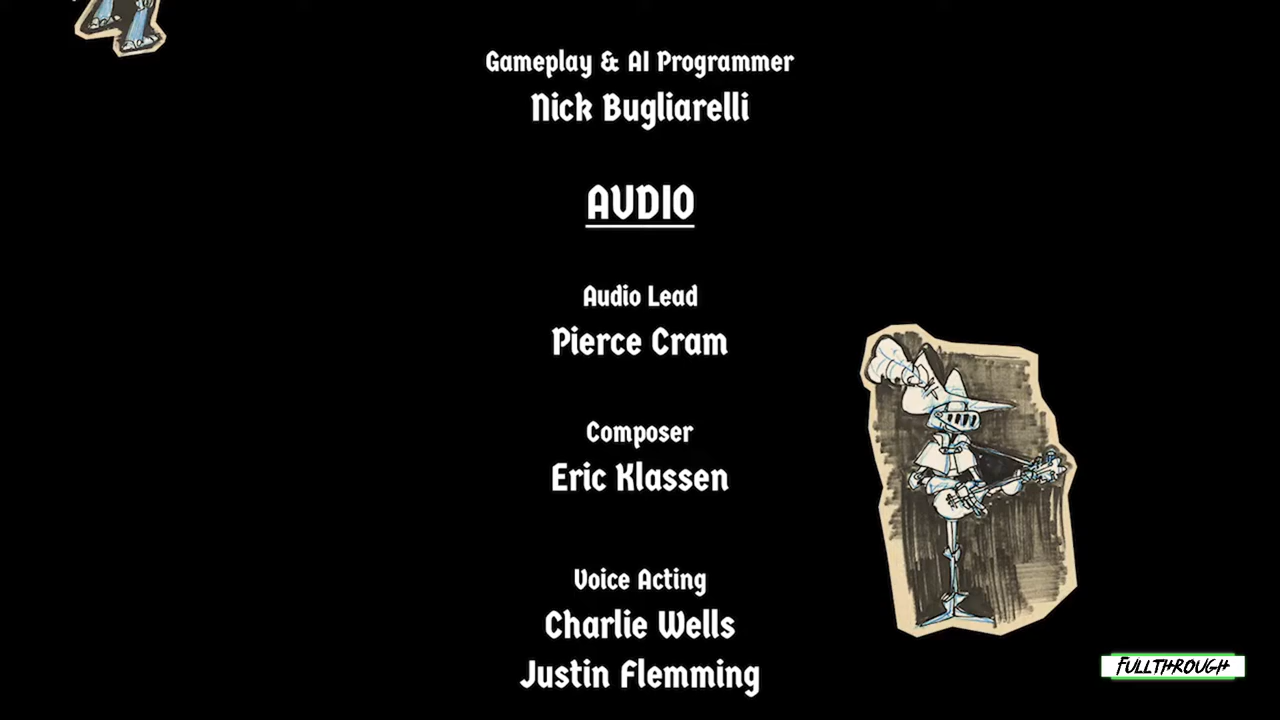 Gameplay & AI Programmer
Nick Bugliarelli
AUDIO
Audio Lead
Pierce Cram
Composer
Eric Klassen
Voice Acting
Charlie Wells
Justin Flemming
FULLTHROUGH